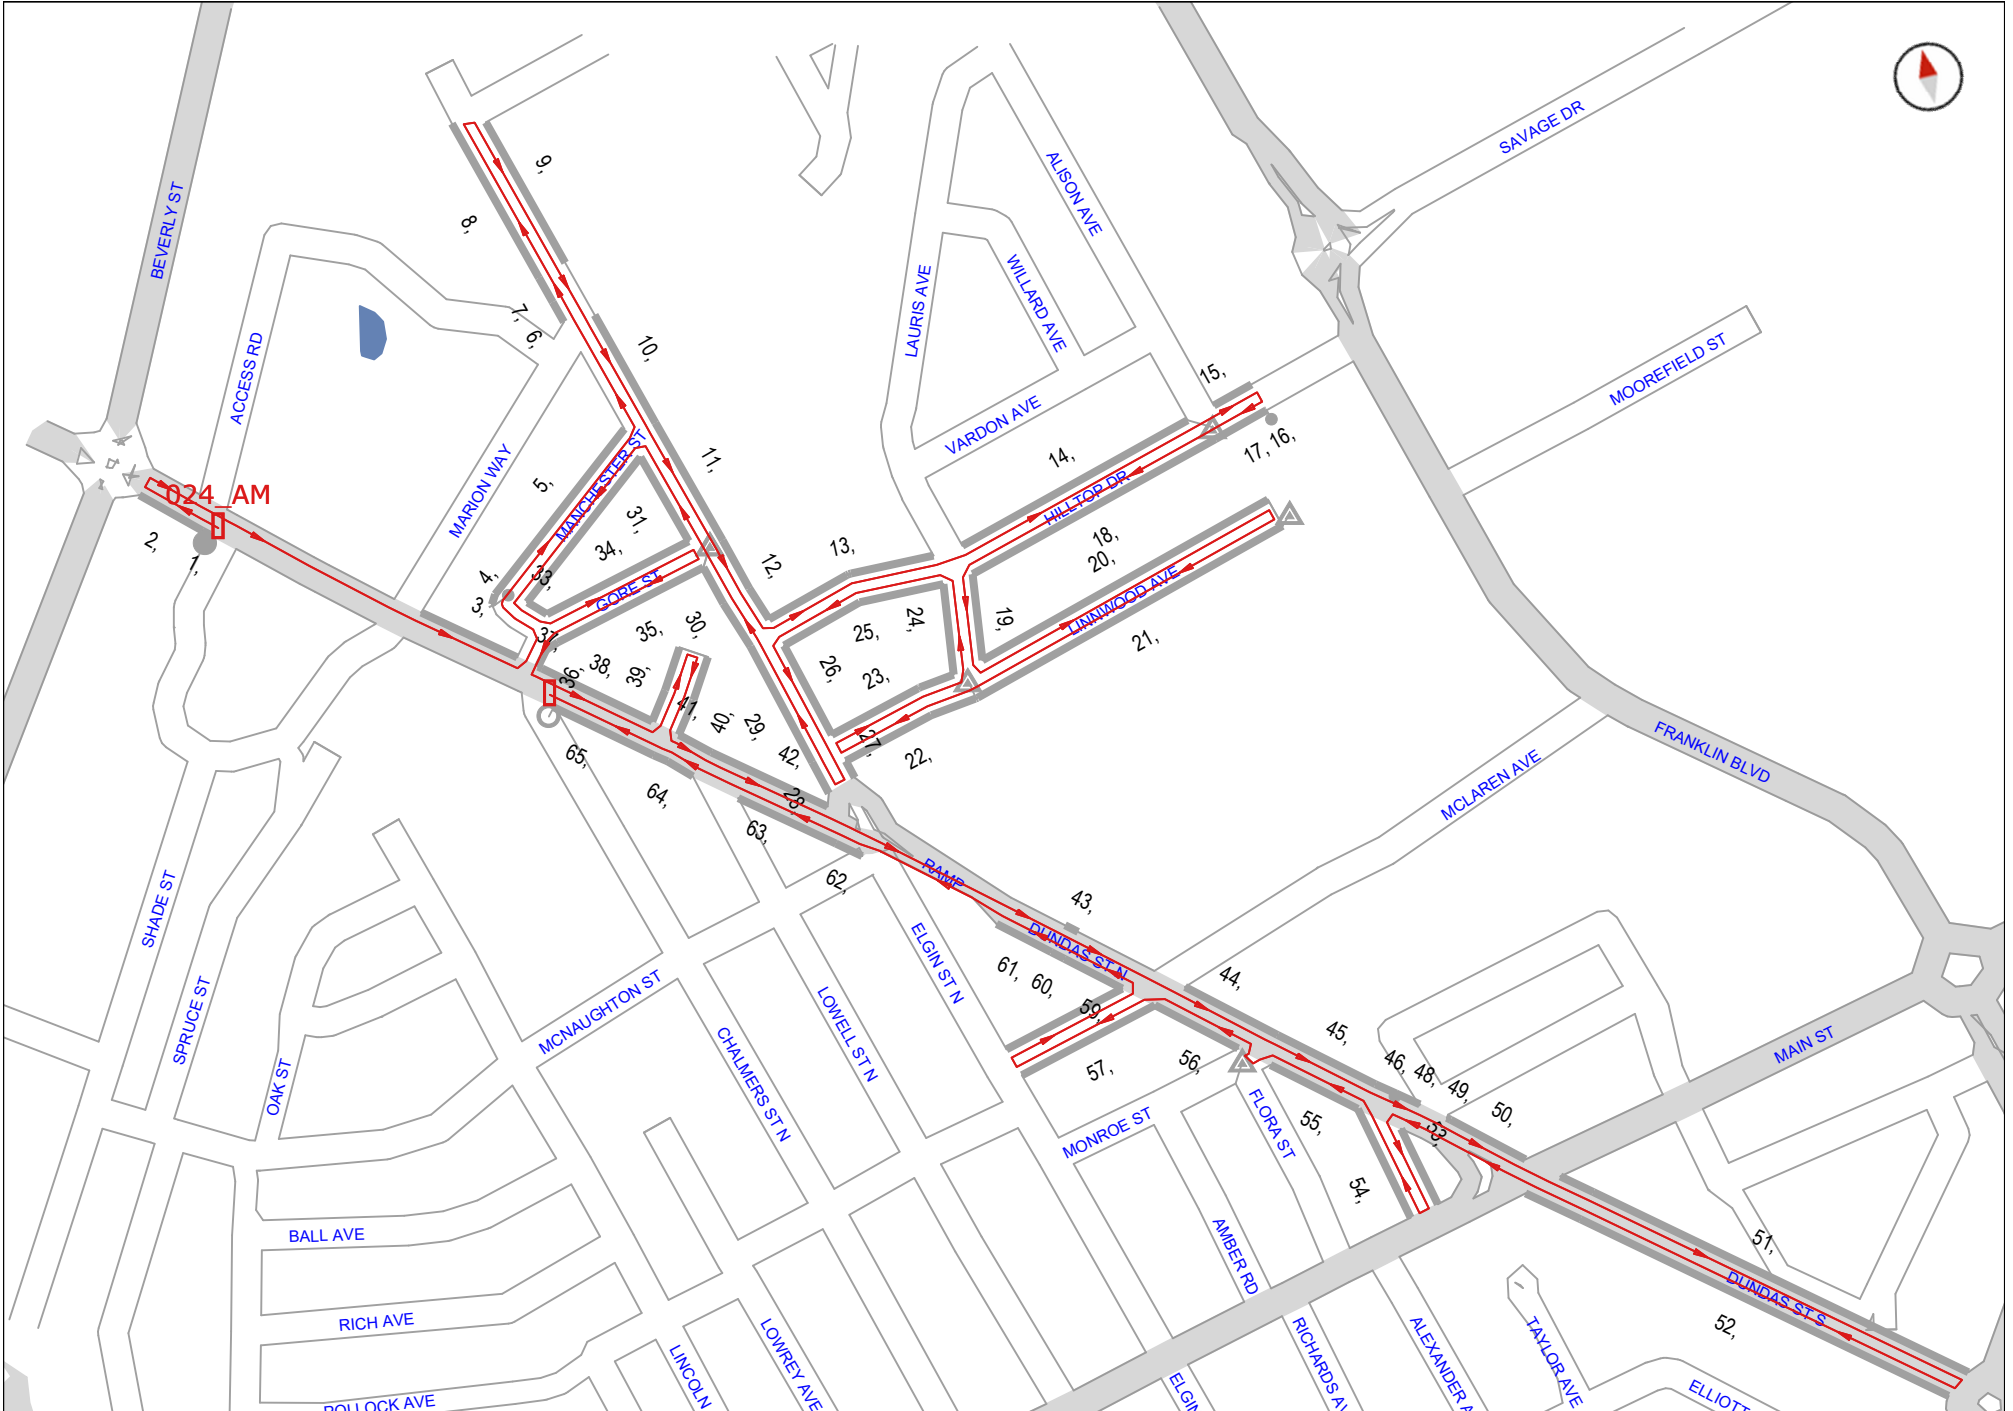 SAVAGE DR
ALISON AVE
9,
8,
BEVERLY ST
WILLARD AVE
LAURIS AVE
7,
6,
10,
ACCESS RD
MOOREFIELD ST
15,
VARDON AVE
17,
16,
11,
14,
MARION WAY
MANCHESTER ST
5,
HILLTOP DR
024_AM
31,
34,
18,
20,
2,
1,
13,
12,
4,
3,
33,
GORE ST
LINNWOOD AVE
30,
35,
24,
25,
19,
21,
37,
36,
38,
39,
26,
23,
41,
40,
29,
42,
27,
22,
65,
64,
28,
63,
62,
FRANKLIN BLVD
MCLAREN AVE
RAMP
43,
DUNDAS ST N
SHADE ST
ELGIN ST N
61,
60,
44,
59,
57,
56,
45,
46,
48,
49,
50,
SPRUCE ST
MCNAUGHTON ST
LOWELL ST N
CHALMERS ST N
MAIN ST
OAK ST
MONROE ST
FLORA ST
55,
53,
54,
BALL AVE
AMBER RD
51,
DUNDAS ST S
52,
RICH AVE
LINCOLN
LOWREY AVE
RICHARDS AV
ALEXANDER A
TAYLOR AVE
ELGIN
ELLIOTT
POLLOCK AVE